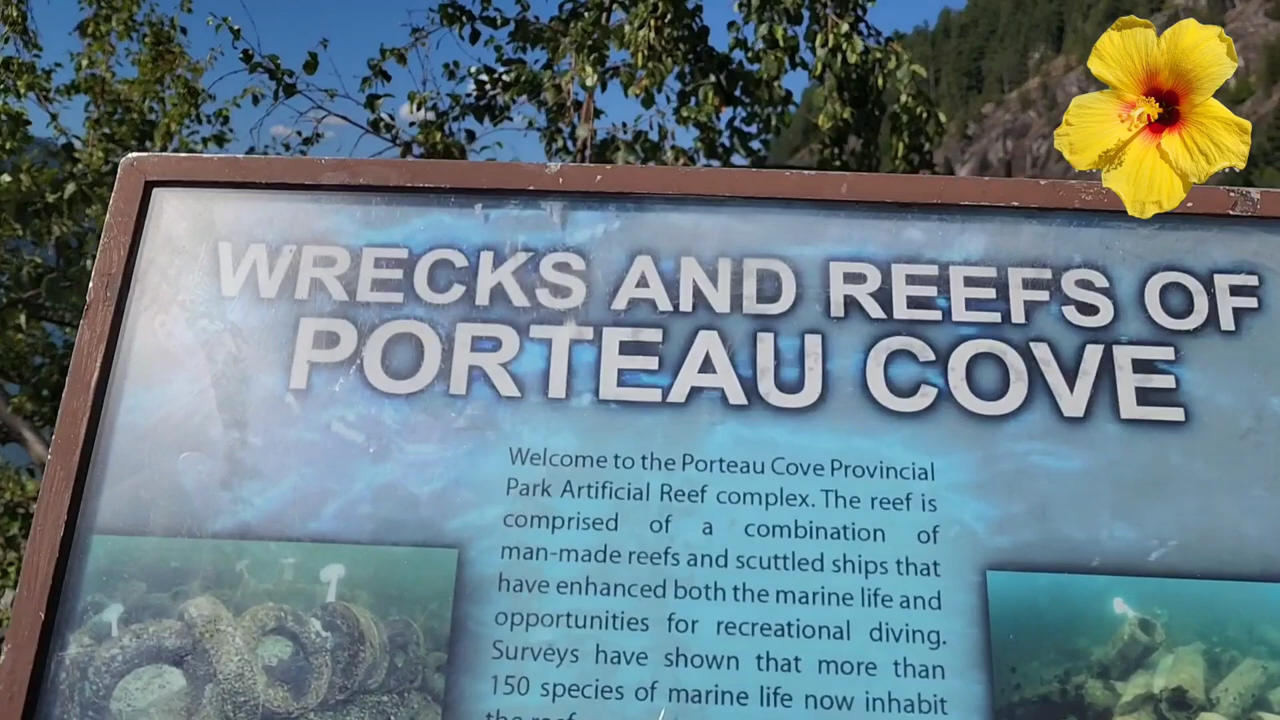 WRECKS AND REEFS OF
PORTEAU COVE
Welcome to the Porteau Cove Provincial
Park Artificial Reef complex. The reef is
comprised of a combination of
man-made reefs and scuttled ships that
have enhanced both the marine life and
opportunities for recreational diving.
Surveys have shown that more than
150 species of marine life now inhabit
the reef